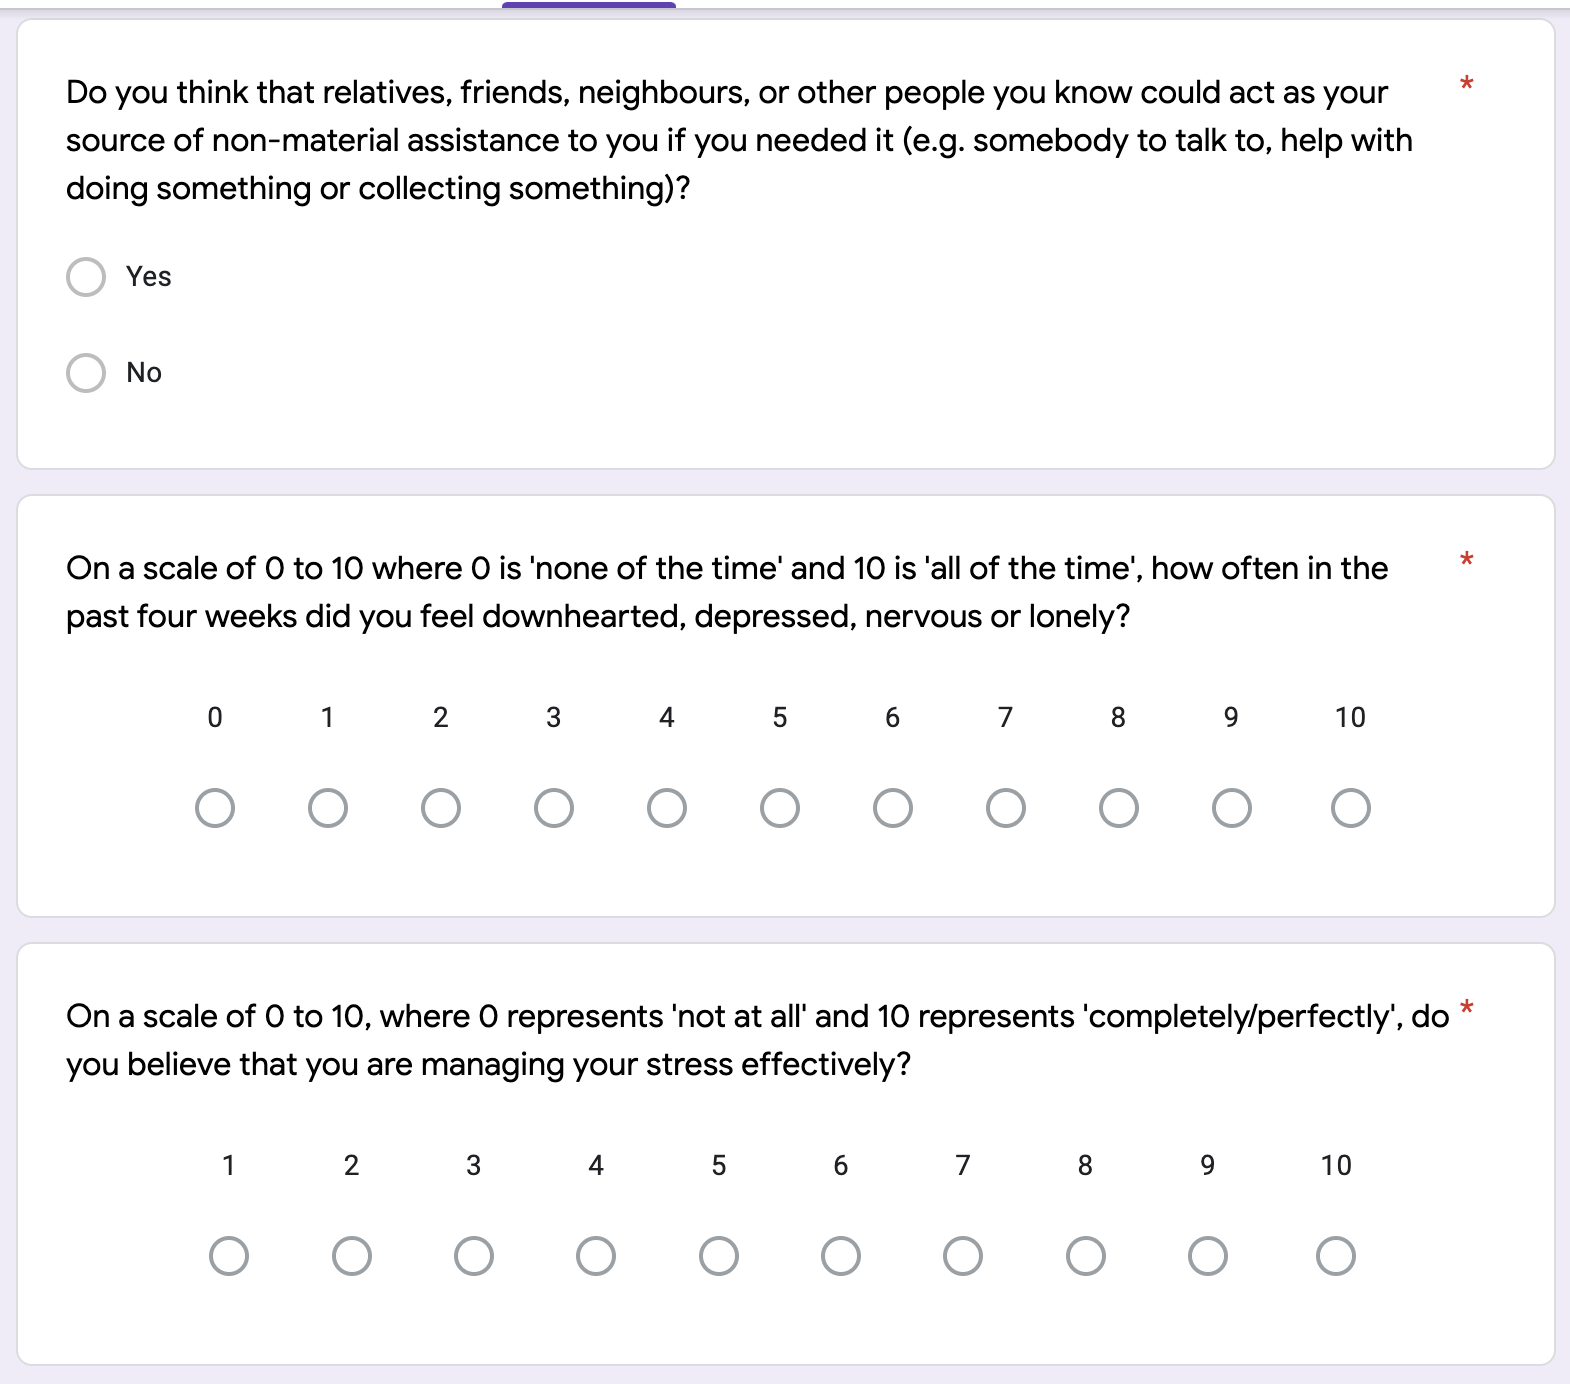 Do you think that relatives, friends, neighbours, or other people you know could act as your *
source of non-material assistance to you if you needed it (e.g. somebody to talk to, help with
doing something or collecting something)?
Yes
No
On a scale of 0 to 10 where 0 is 'none of the time' and 10 is 'all of the time', how often in the *
past four weeks did you feel downhearted, depressed, nervous or lonely?
0 1 2 3 4 5 6 7 8 9 10
On a scale of 0 to 10, where 0 represents 'not at all' and 10 represents 'completely/perfectly', do *
you believe that you are managing your stress effectively?
1 2 3 4 5 6 7 8 9 10